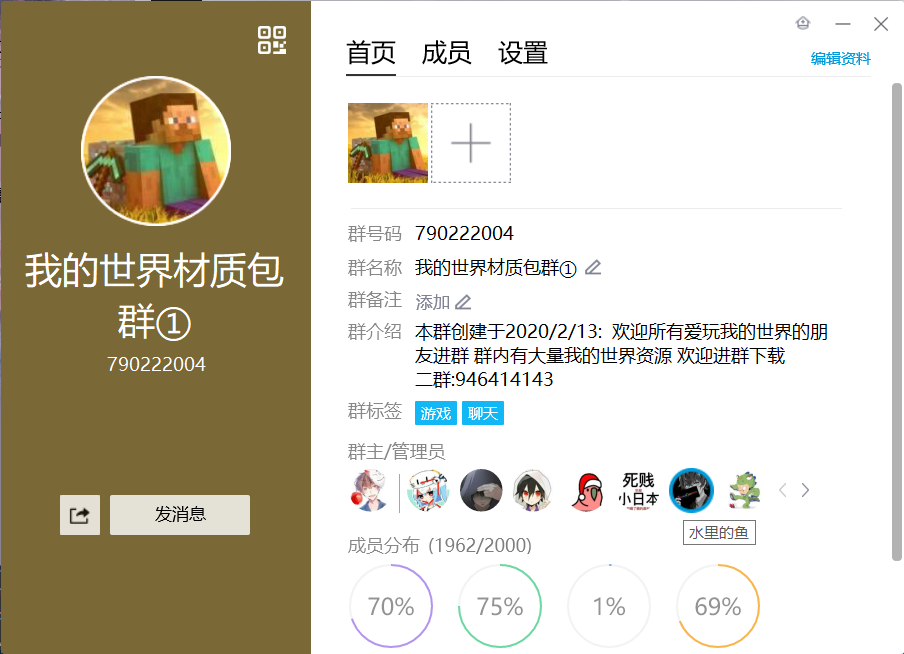 我的世界材质包
群①
790222004
发消息
首页 成员 设置
编辑资料
群号码 790222004
群名称 我的世界材质包群①
群备注 添加
群介绍 本群创建于2020/2/13: 欢迎所有爱玩我的世界的朋
友进群 群内有大量我的世界资源 欢迎进群下载
二群:946414143
群标签 游戏 聊天
群主/管理员
死贱
小日本
水里的鱼
成员分布 (1962/2000)
70% 75% 1% 69%